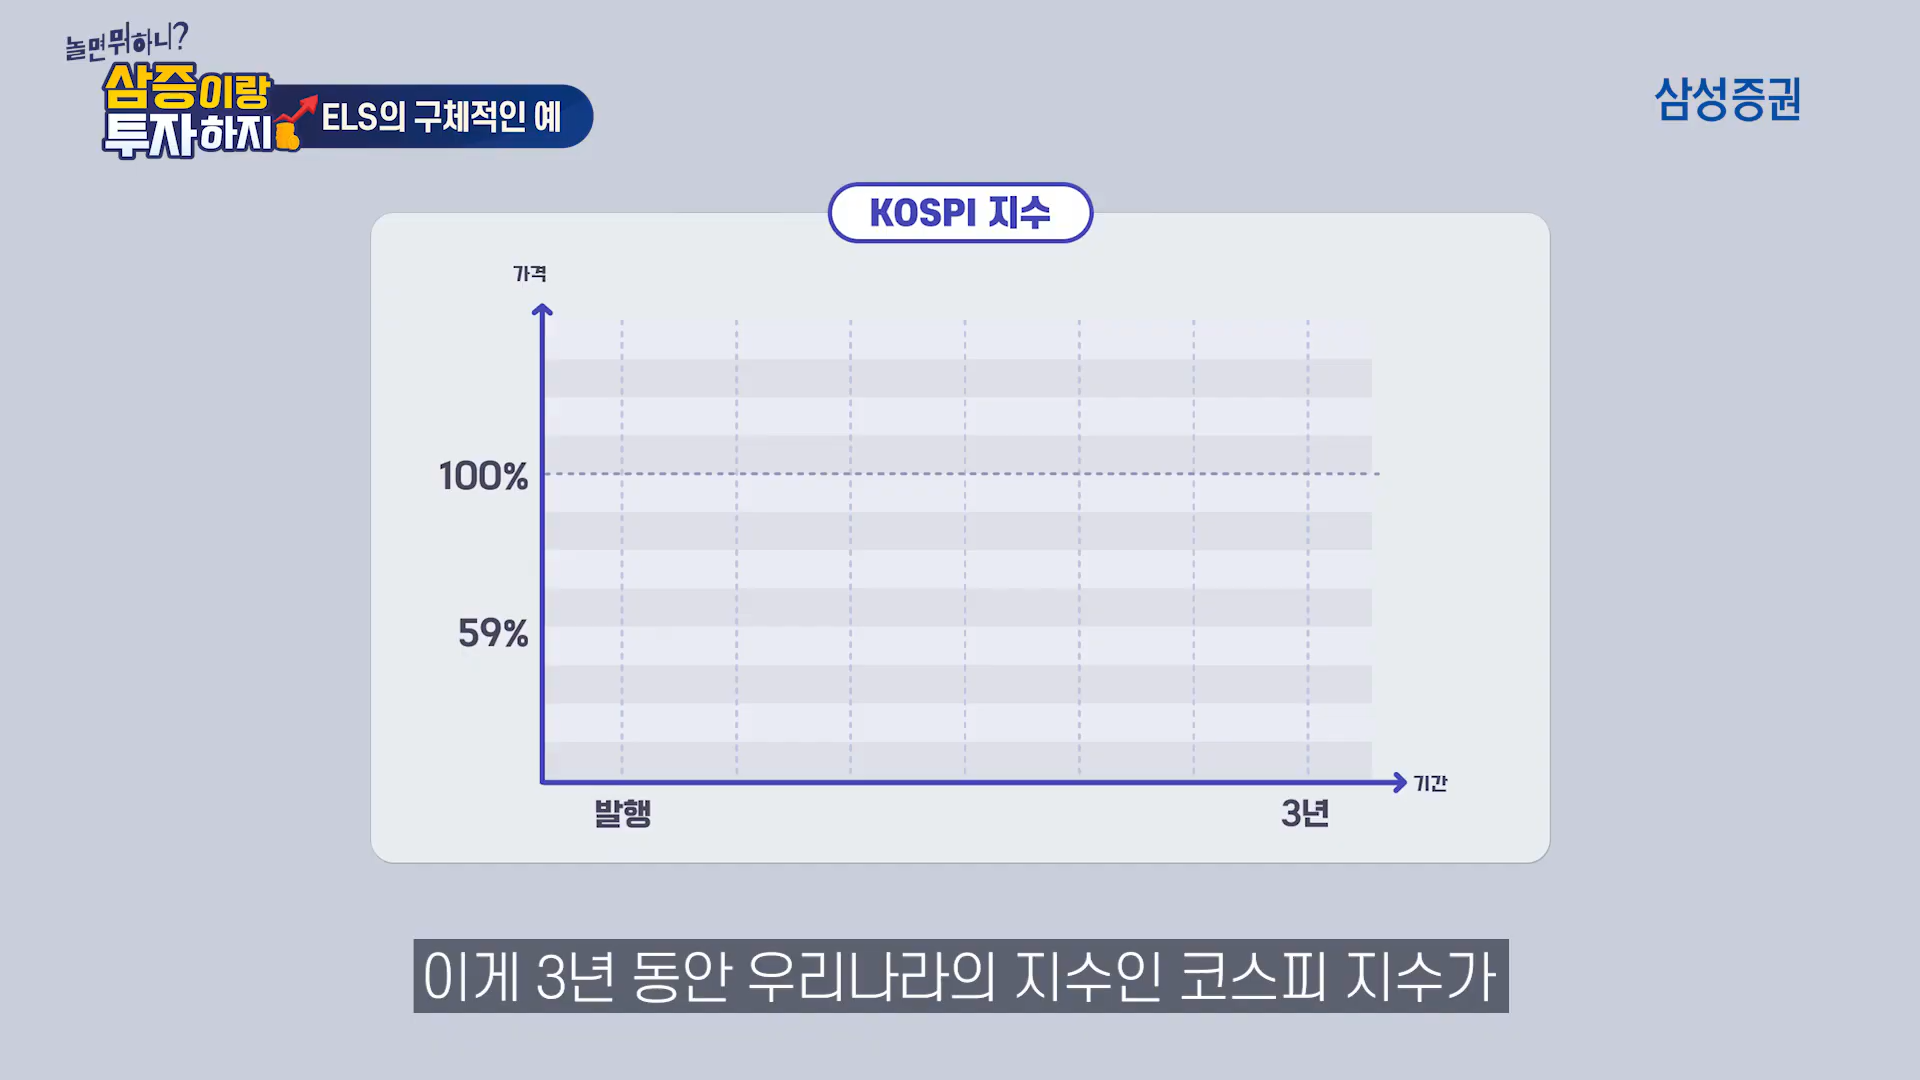 놀면뭐하니?
삼증이랑
투자하지
ELS의 구체적인 예
삼성증권
KOSPI 지수
가격
100%
59%
기간
발행
3년
이게 3년 동안 우리나라의 지수인 코스피 지수가